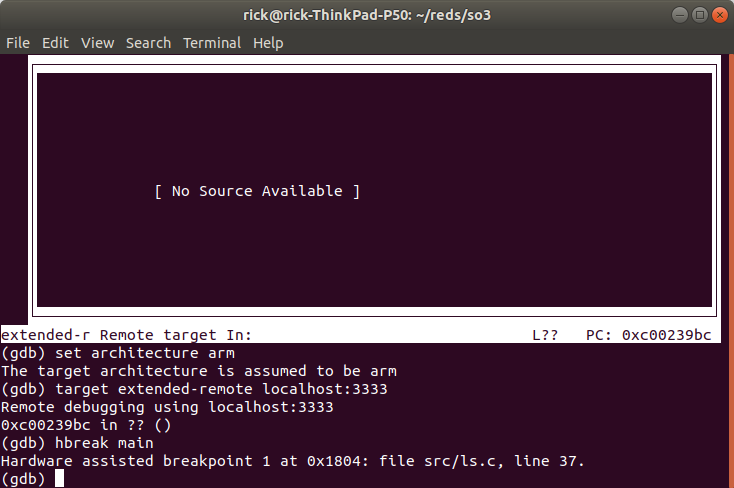 rick@rick-ThinkPad-P50: ~/reds/so3
File Edit View Search Terminal Help
[ No Source Available ]
extended-r Remote target In: L?? PC: 0xc00239bc
(gdb) set architecture arm
The target architecture is assumed to be arm
(gdb) target extended-remote localhost:3333
Remote debugging using localhost:3333
0xc00239bc in ?? ()
(gdb) hbreak main
Hardware assisted breakpoint 1 at 0x1804: file src/ls.c, line 37.
(gdb)